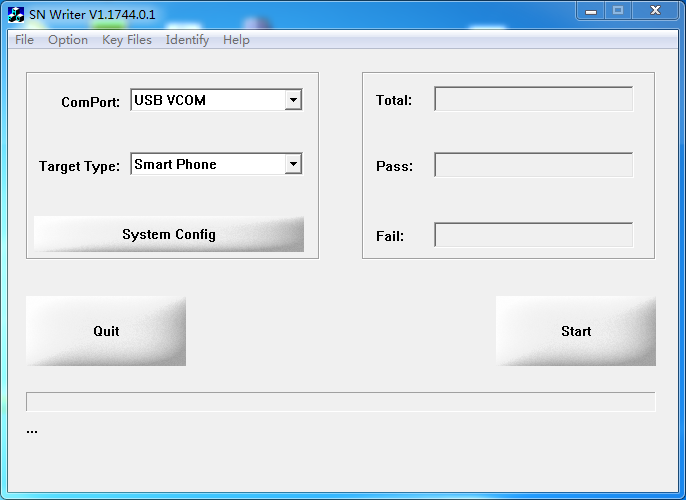 SN Writer V1.1744.0.1
File Option Key Files Identify Help
ComPort: USB VCOM
Target Type: Smart Phone
System Config
Total:
Pass:
Fail:
Quit
Start
...